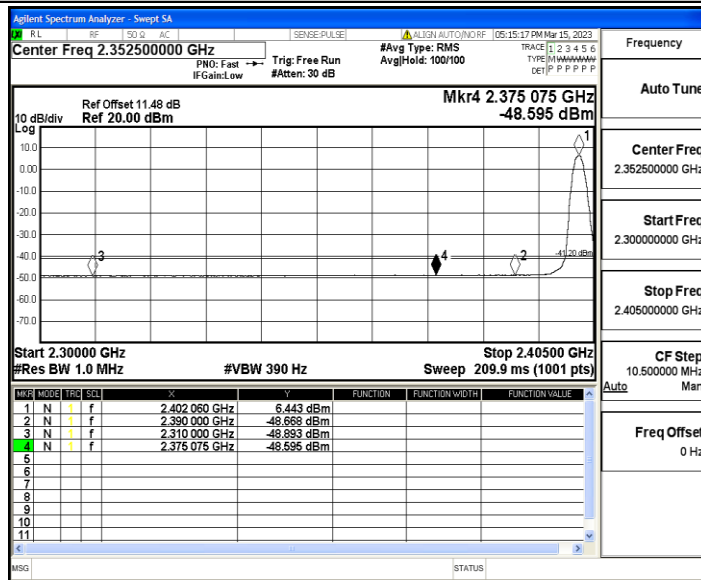 Agilent Spectrum Analyzer - Swept SA
RL RF 50 Ω AC SENSE:PULSE ALIGN AUTO/NO RF 05:15:17 PM Mar 15, 2023
Center Freq 2.352500000 GHz
PNO: Fast
IFGain:Low
Trig: Free Run
#Atten: 30 dB
#Avg Type: RMS
Avg|Hold: 100/100
TRACE 1 2 3 4 5 6
TYPE M W W W W W
DET P P P P P P
Mkr4 2.375 075 GHz
-48.595 dBm
Ref Offset 11.48 dB
10 dB/div Ref 20.00 dBm
Log
10.0
0.00
-10.0
-20.0
-30.0
-40.0
-50.0
-60.0
-70.0
1
3
4
2
-41.20 dBm
Start 2.30000 GHz Stop 2.40500 GHz
#Res BW 1.0 MHz #VBW 390 Hz Sweep 209.9 ms (1001 pts)
MKR MODE TRC SCL X Y FUNCTION FUNCTION WIDTH FUNCTION VALUE
1 N 1 f 2.402 060 GHz 6.443 dBm
2 N 1 f 2.390 000 GHz -48.668 dBm
3 N 1 f 2.310 000 GHz -48.893 dBm
4 N 1 f 2.375 075 GHz -48.595 dBm
5
6
7
8
9
10
11
MSG STATUS
Frequency
Auto Tune
Center Freq
2.352500000 GHz
Start Freq
2.300000000 GHz
Stop Freq
2.405000000 GHz
CF Step
10.500000 MHz
Auto Man
Freq Offset
0 Hz